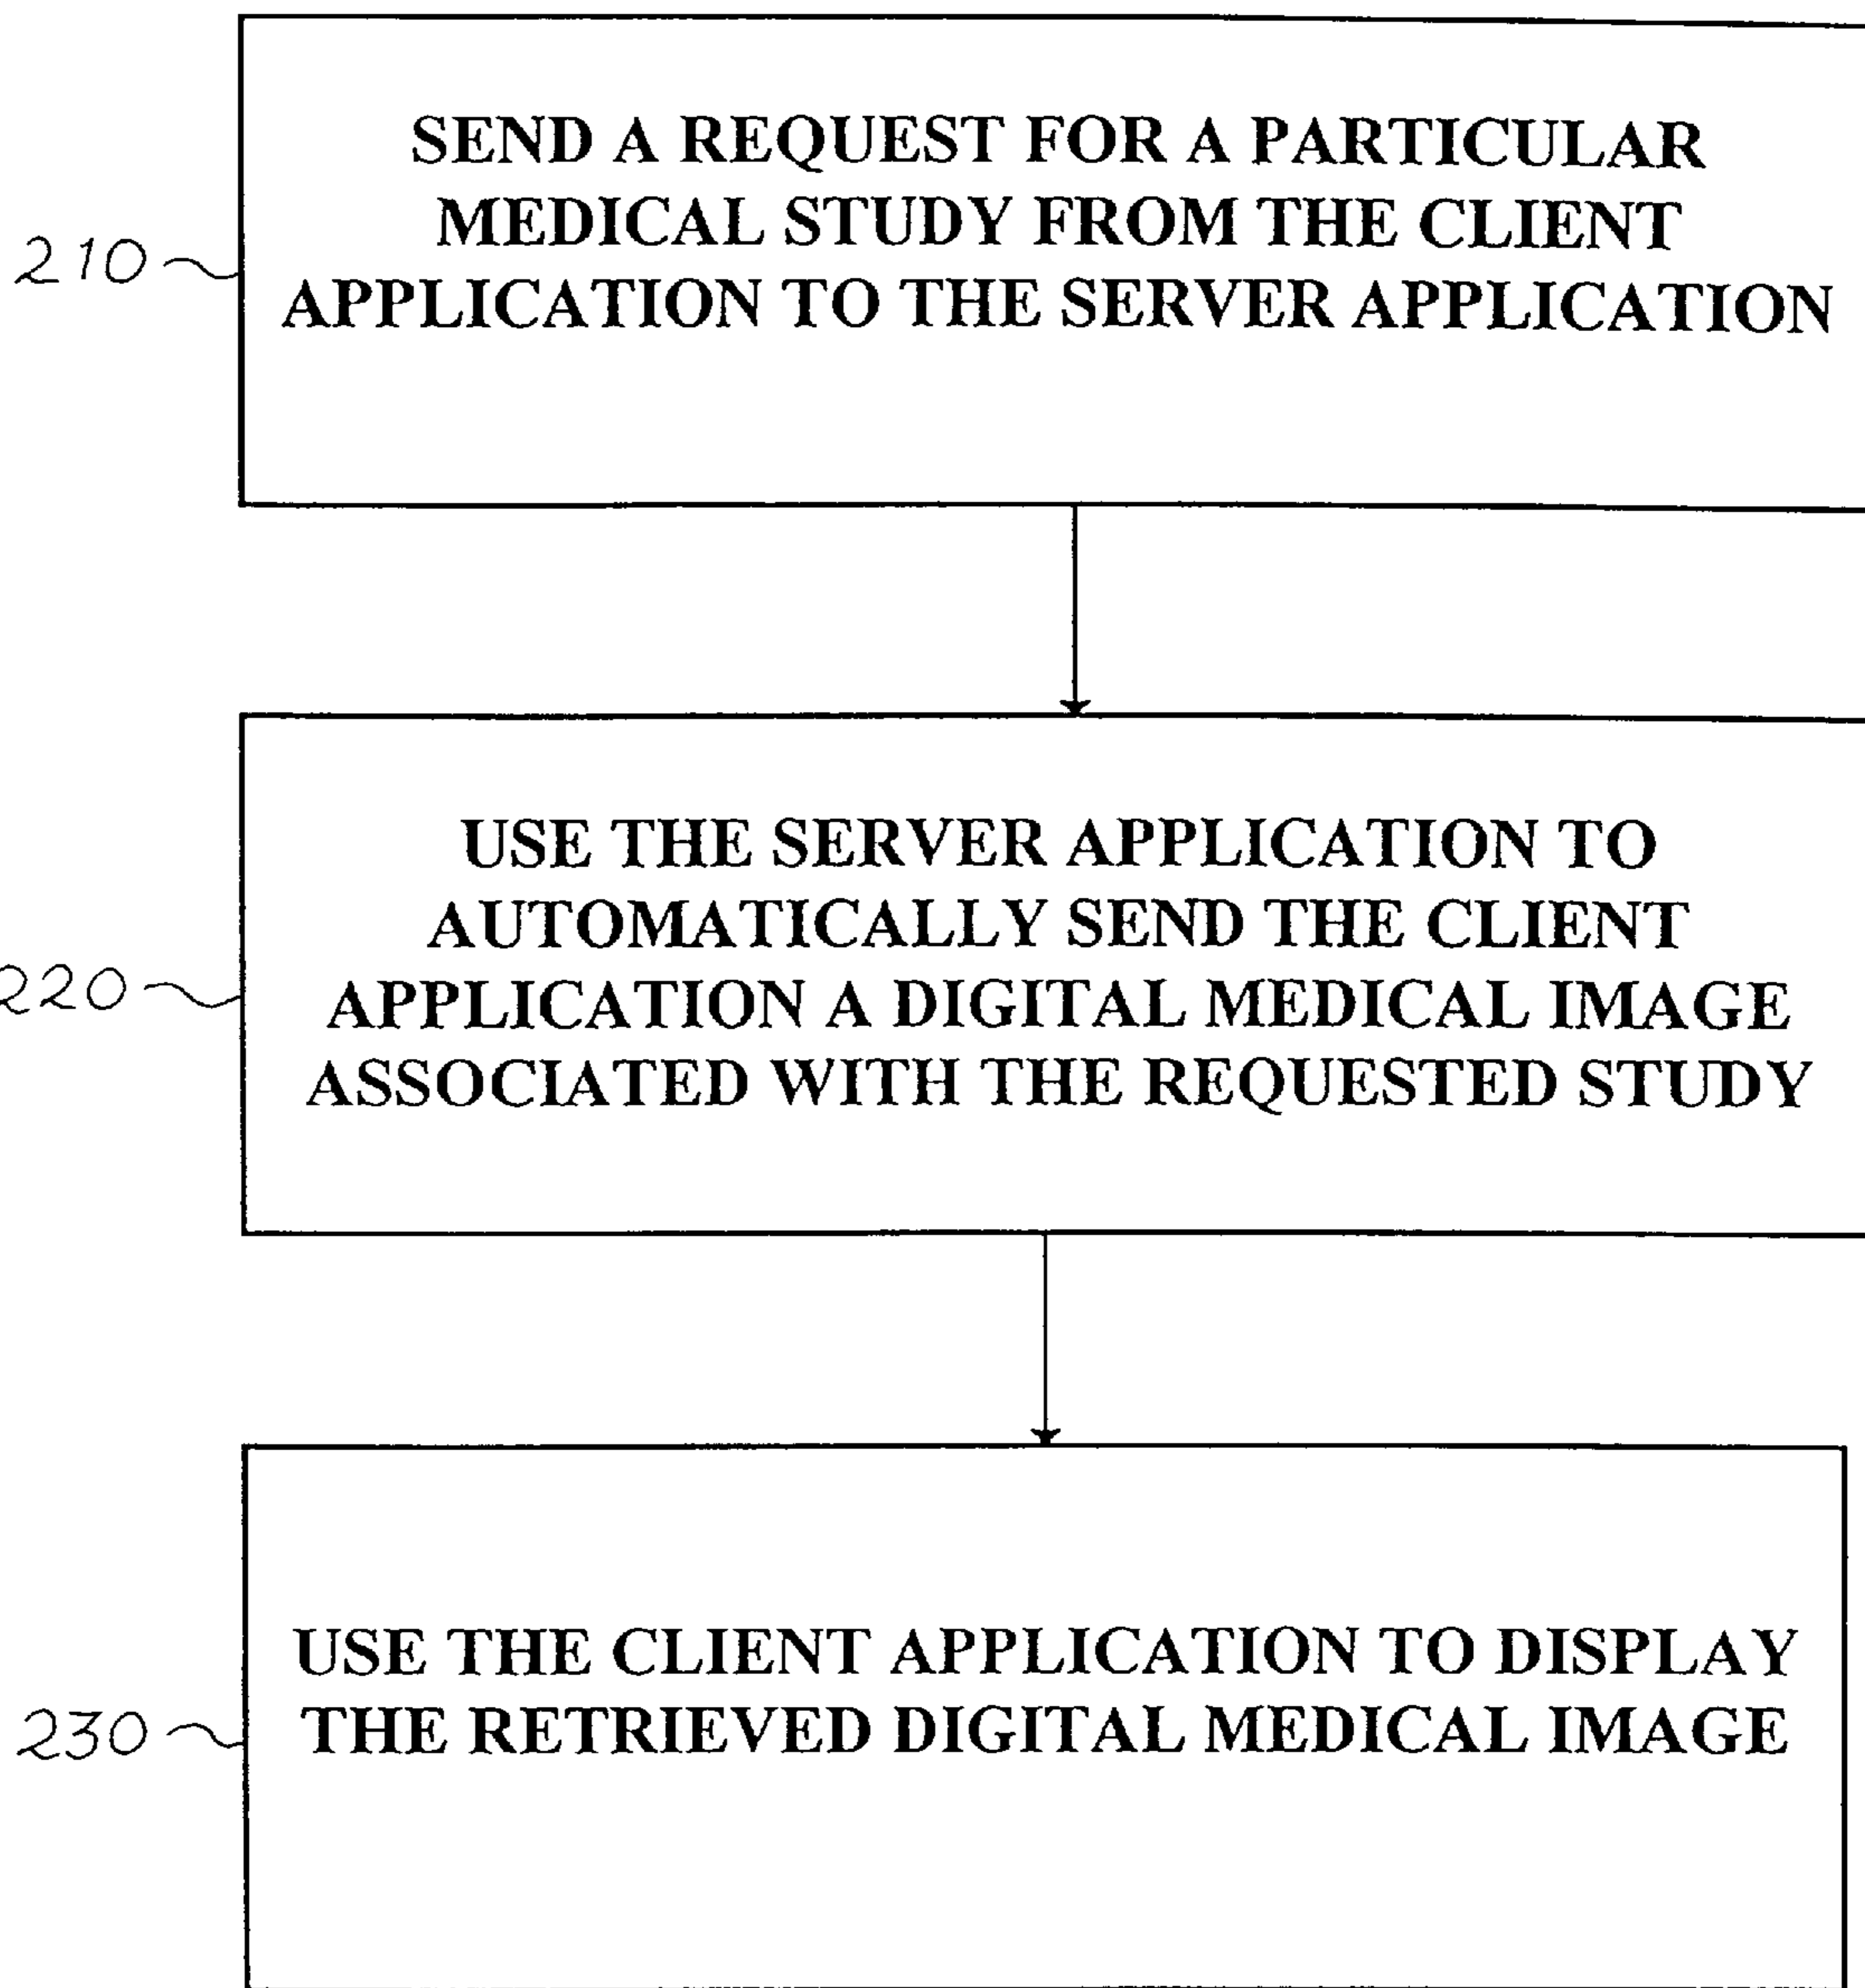 SEND A REQUEST FOR A PARTICULAR
MEDICAL STUDY FROM THE CLIENT
APPLICATION TO THE SERVER APPLICATION
210
USE THE SERVER APPLICATION TO
AUTOMATICALLY SEND THE CLIENT
APPLICATION A DIGITAL MEDICAL IMAGE
ASSOCIATED WITH THE REQUESTED STUDY
220
USE THE CLIENT APPLICATION TO DISPLAY
THE RETRIEVED DIGITAL MEDICAL IMAGE
230